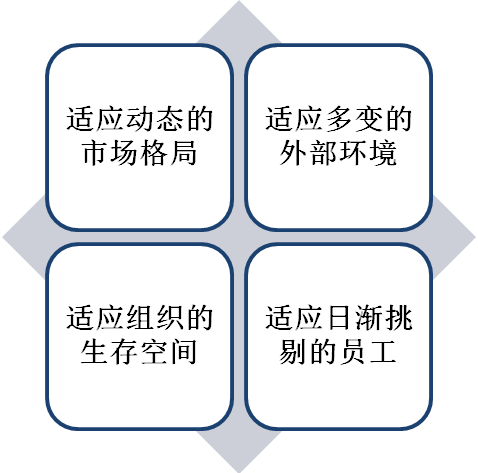 适应动态的
市场格局
适应多变的
外部环境
适应组织的
生存空间
适应日渐挑
剔的员工